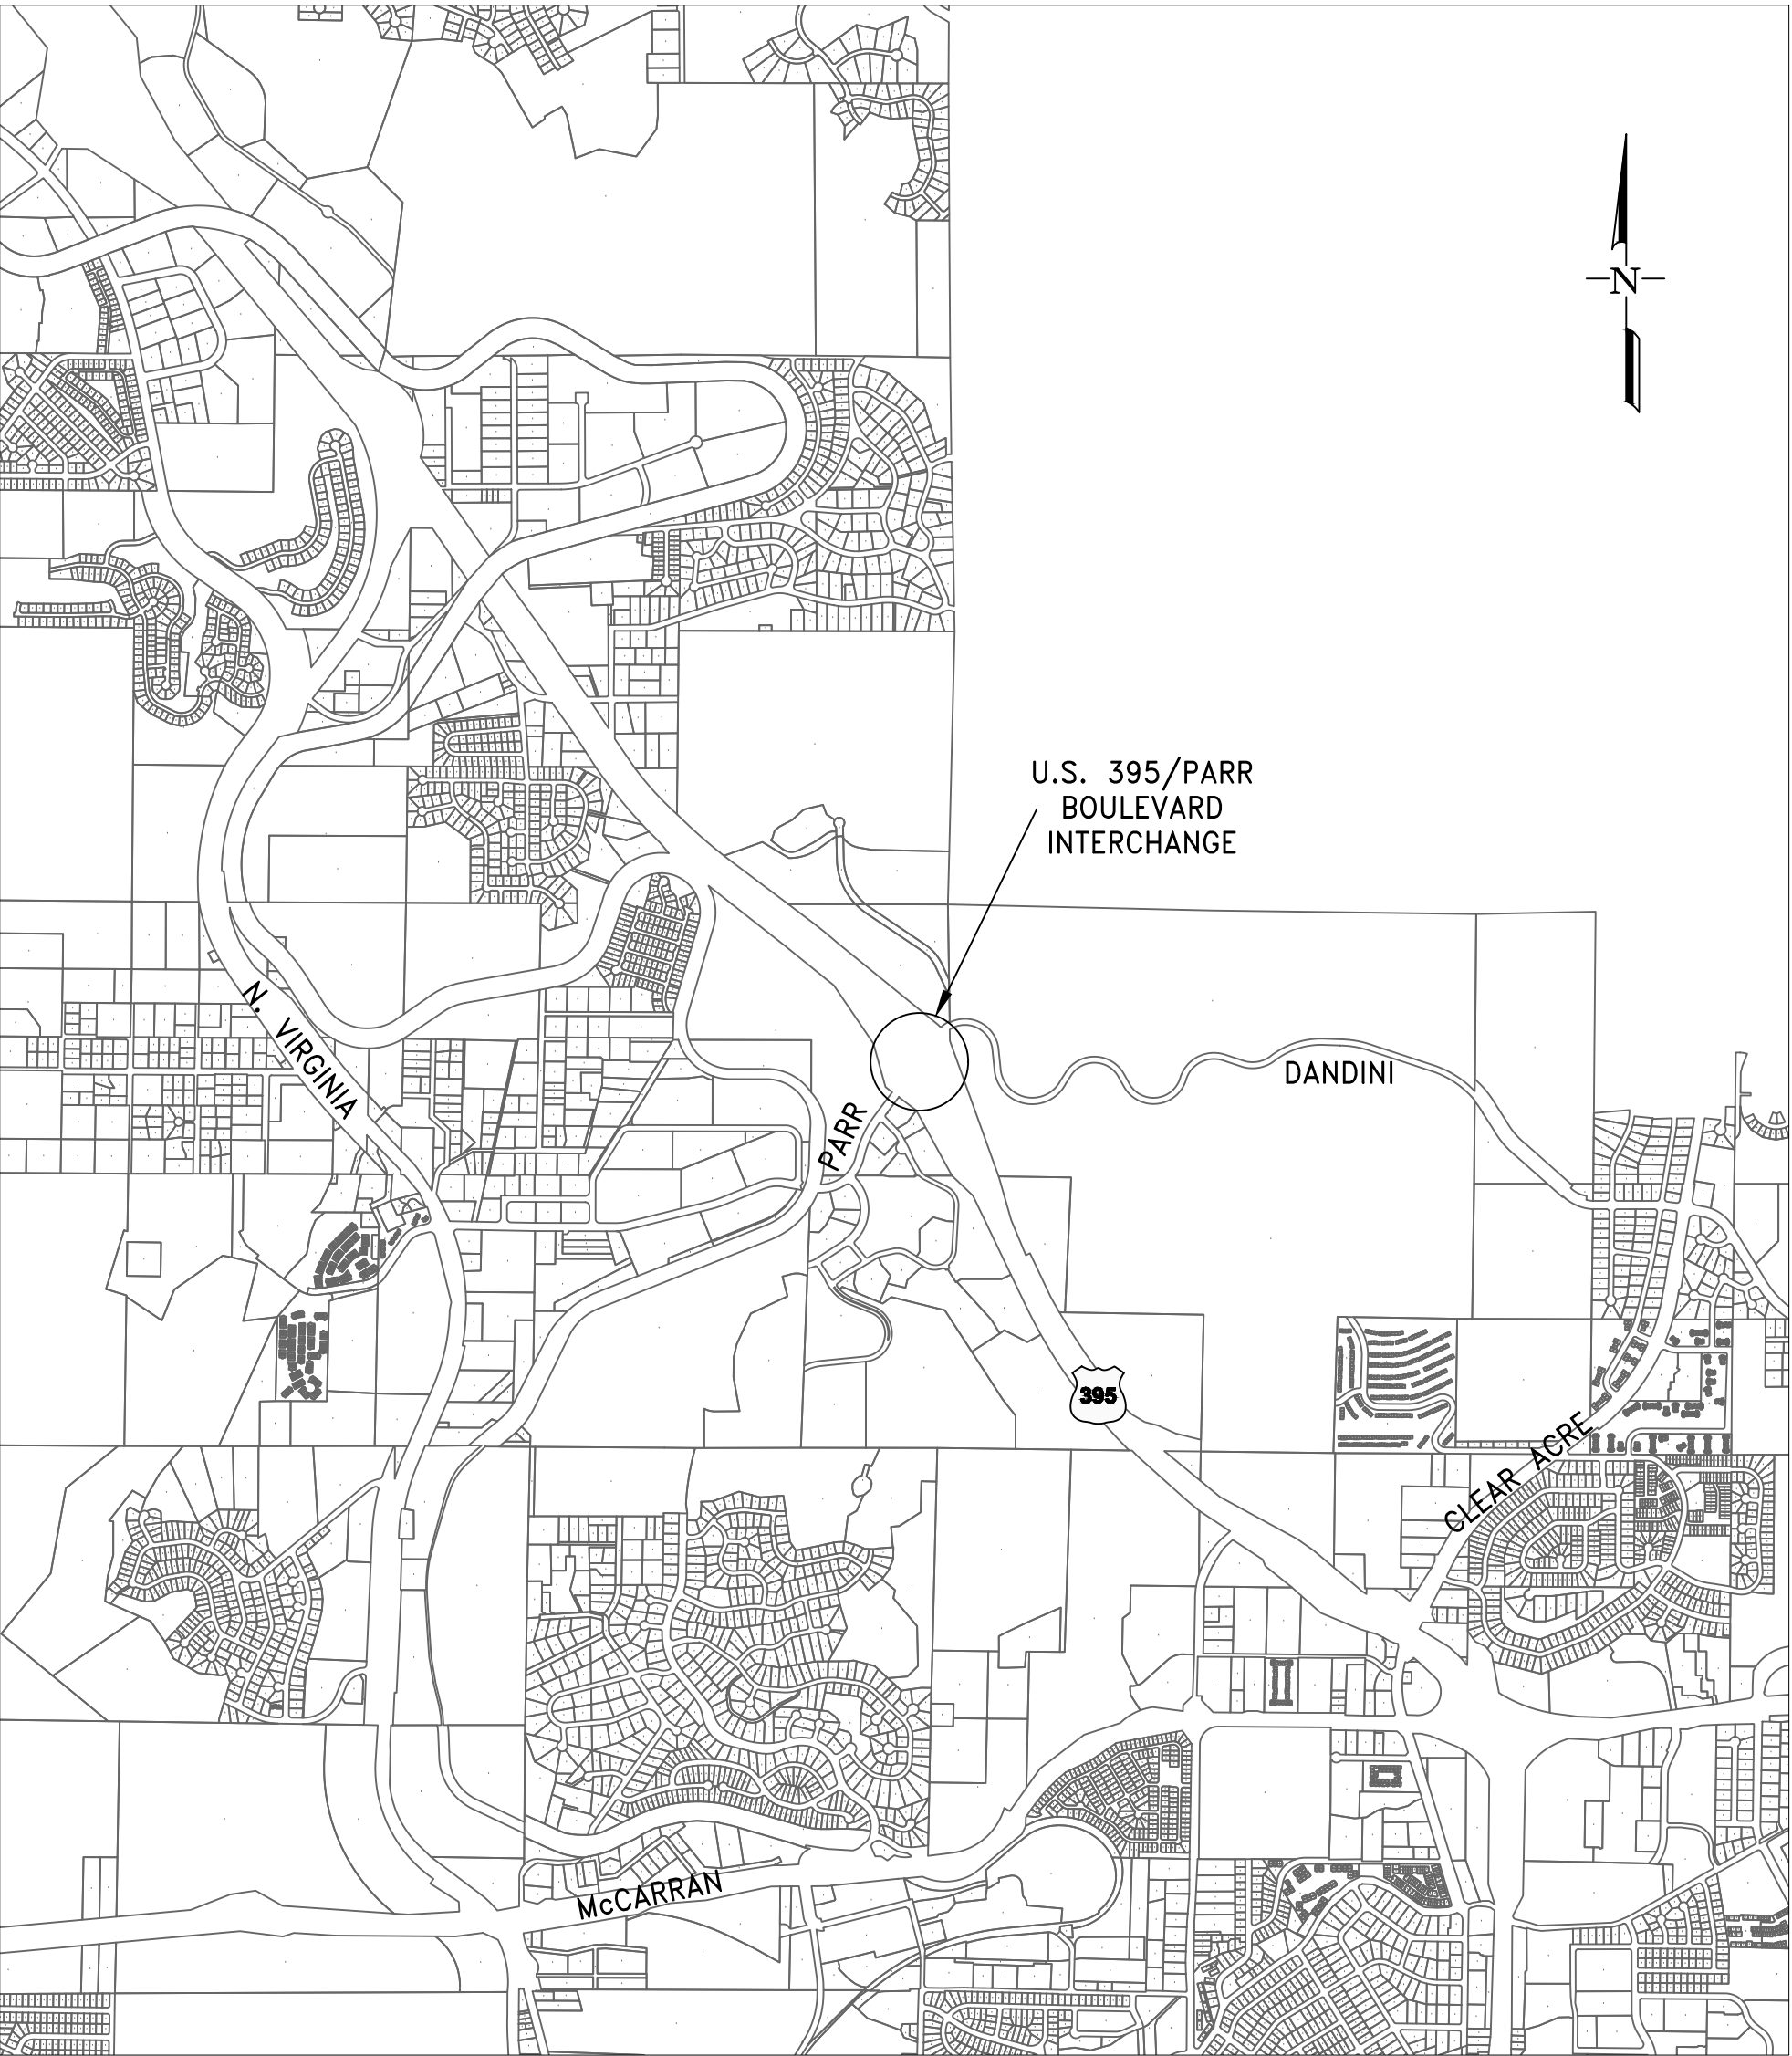 N
U.S. 395/PARR
BOULEVARD
INTERCHANGE
N. VIRGINIA
DANDINI
PARR
395
CLEAR ACRE
McCARRAN